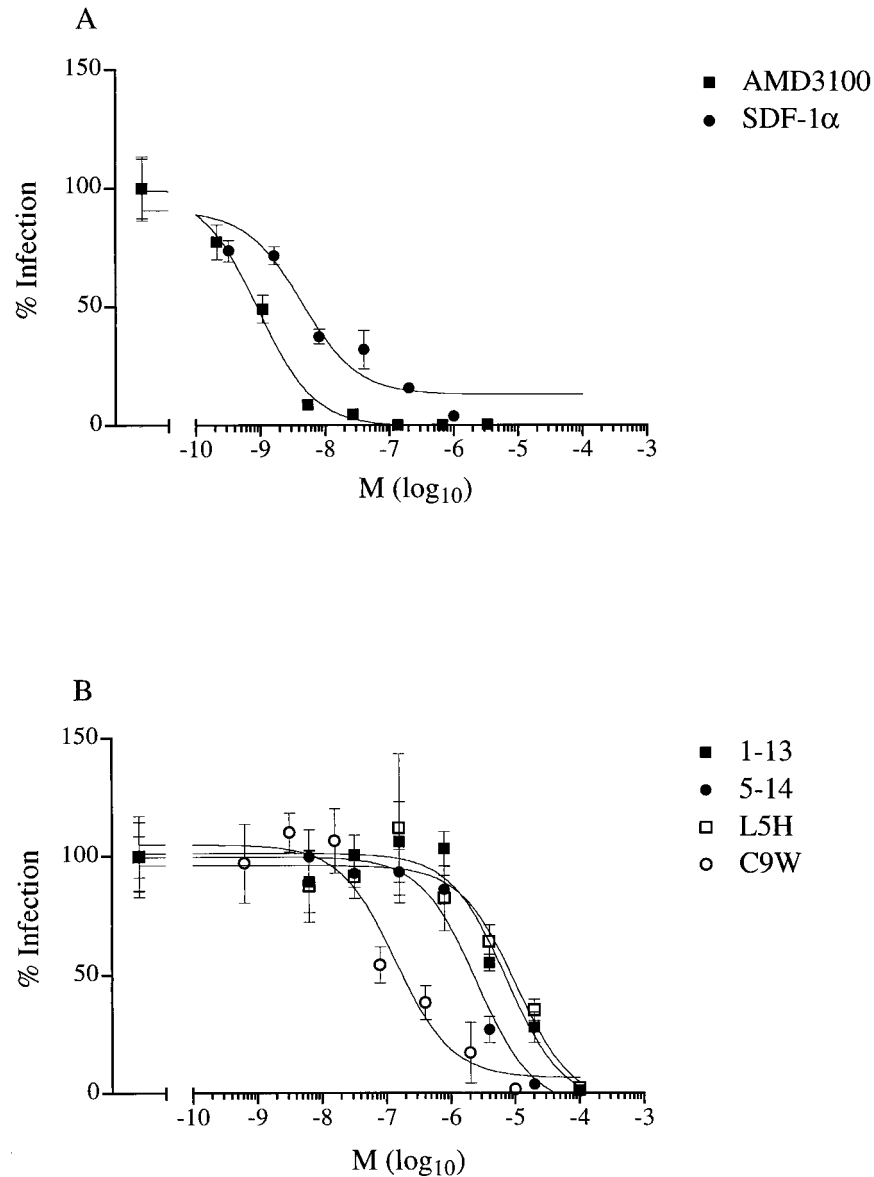 A
150
100
50
0
% Infection
-10 -9 -8 -7 -6 -5 -4 -3
M (log10)
AMD3100
SDF-1α
B
150
100
50
0
% Infection
-10 -9 -8 -7 -6 -5 -4 -3
M (log10)
1-13
5-14
L5H
C9W